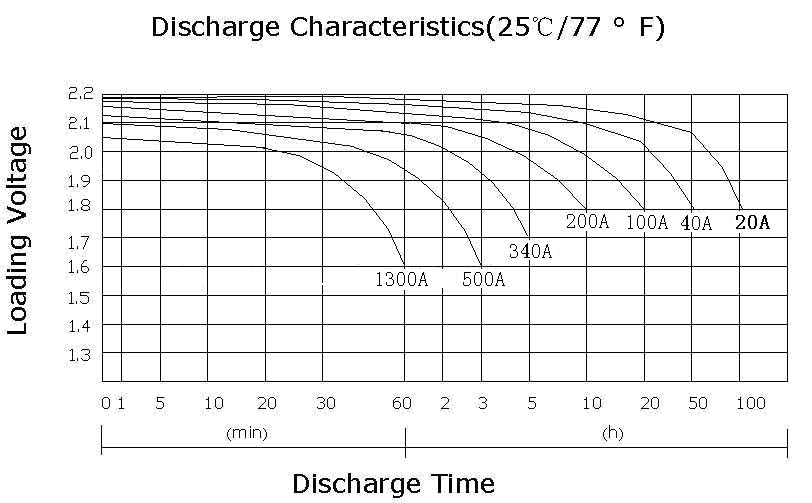 Discharge Characteristics(25℃/77 ° F)
Loading Voltage
2.2
2.1
2.0
1.9
1.8
1.7
1.6
1.5
1.4
1.3
200A 100A 40A 20A
340A
1300A 500A
0 1 5 10 20 30 60 2 3 5 10 20 50 100
(min) (h)
Discharge Time